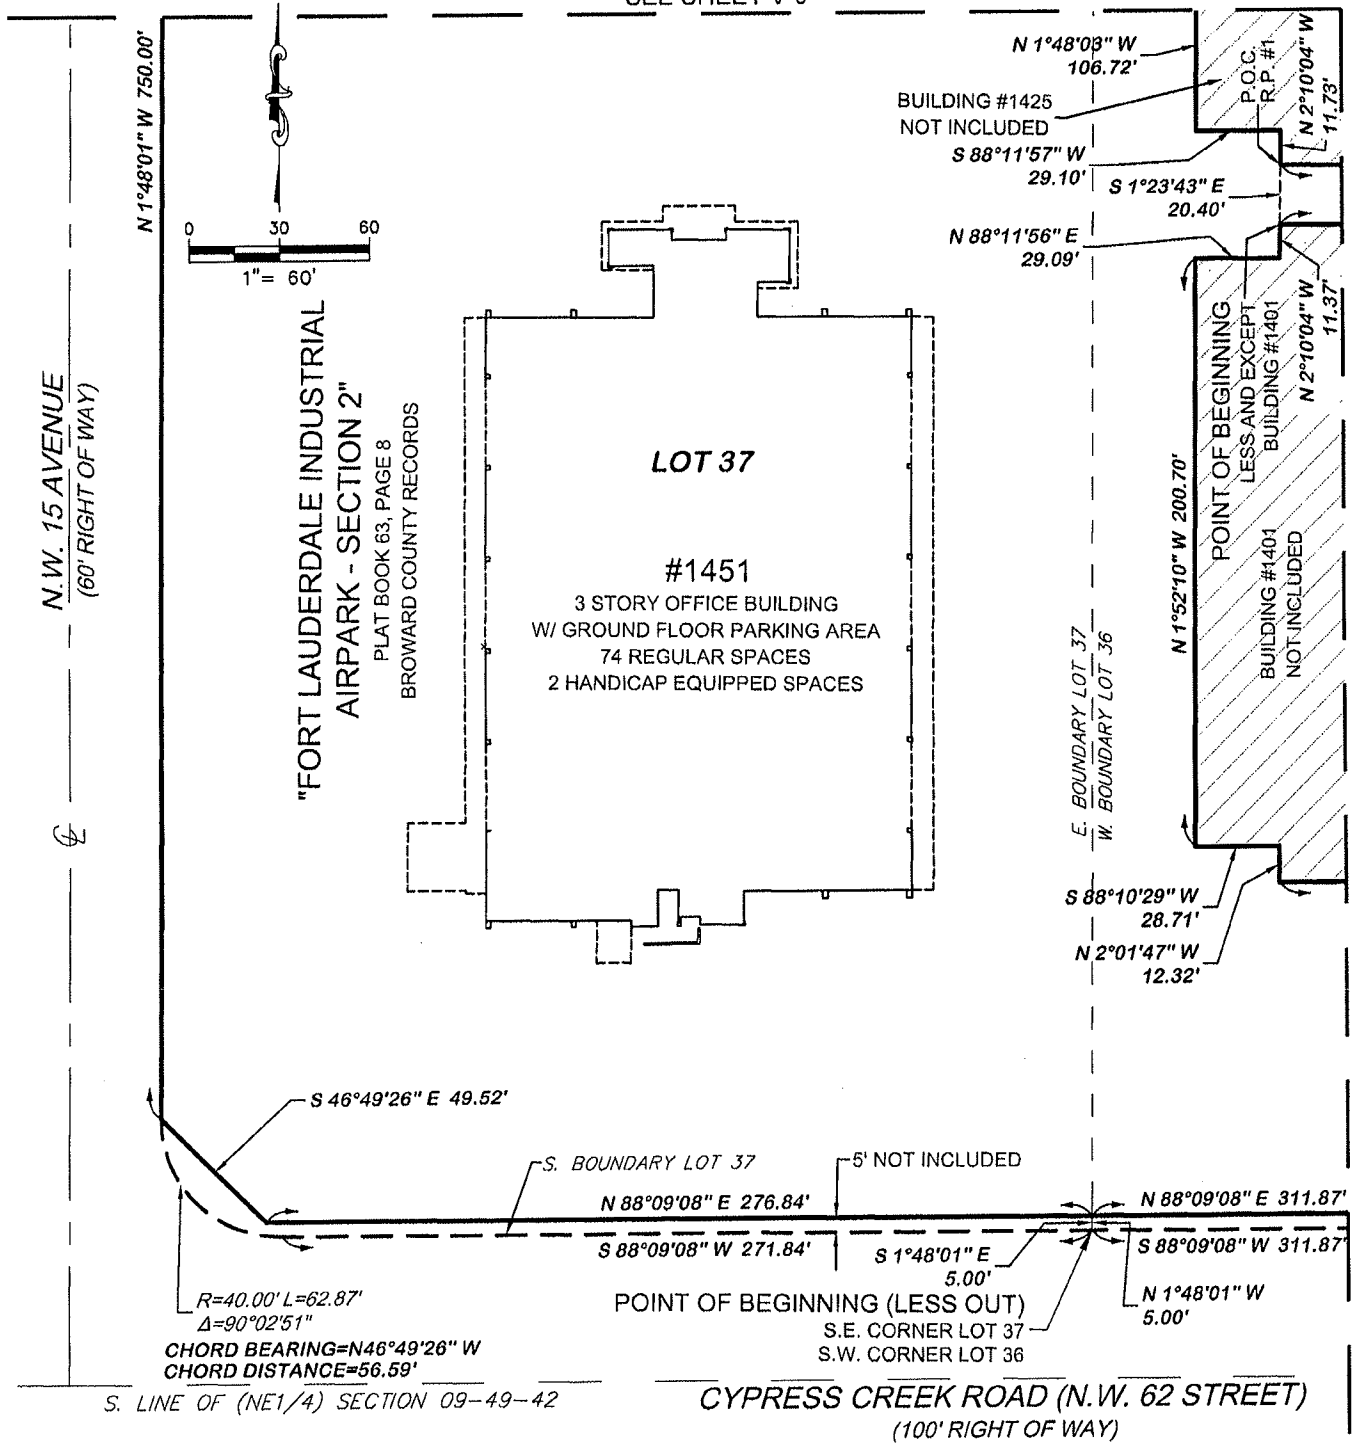 N 1°48'01" W 750.00'
0 30 60
1"= 60'
N 1°48'03" W
106.72'
BUILDING #1425
NOT INCLUDED
S 88°11'57" W
29.10'
S 1°23'43" E
20.40'
N 88°11'56" E
29.09'
P.O.C.
R.P. #1
N 2°10'04" W
11.73'
N 2°10'04" W
11.37'
POINT OF BEGINNING
LESS AND EXCEPT
BUILDING #1401
BUILDING #1401
NOT INCLUDED
N 1°52'10" W 200.70'
N.W. 15 AVENUE
(60' RIGHT OF WAY)
"FORT LAUDERDALE INDUSTRIAL
AIRPARK - SECTION 2"
PLAT BOOK 63, PAGE 8
BROWARD COUNTY RECORDS
LOT 37
#1451
3 STORY OFFICE BUILDING
W/ GROUND FLOOR PARKING AREA
74 REGULAR SPACES
2 HANDICAP EQUIPPED SPACES
E. BOUNDARY LOT 37
W. BOUNDARY LOT 36
S 88°10'29" W
28.71'
N 2°01'47" W
12.32'
S 46°49'26" E 49.52'
S. BOUNDARY LOT 37
5' NOT INCLUDED
N 88°09'08" E 276.84'
N 88°09'08" E 311.87'
S 88°09'08" W 271.84'
S 1°48'01" E
5.00'
S 88°09'08" W 311.87'
N 1°48'01" W
5.00'
R=40.00' L=62.87'
Δ=90°02'51"
CHORD BEARING=N46°49'26" W
CHORD DISTANCE=56.59'
POINT OF BEGINNING (LESS OUT)
S.E. CORNER LOT 37
S.W. CORNER LOT 36
S. LINE OF (NE1/4) SECTION 09-49-42
CYPRESS CREEK ROAD (N.W. 62 STREET)
(100' RIGHT OF WAY)